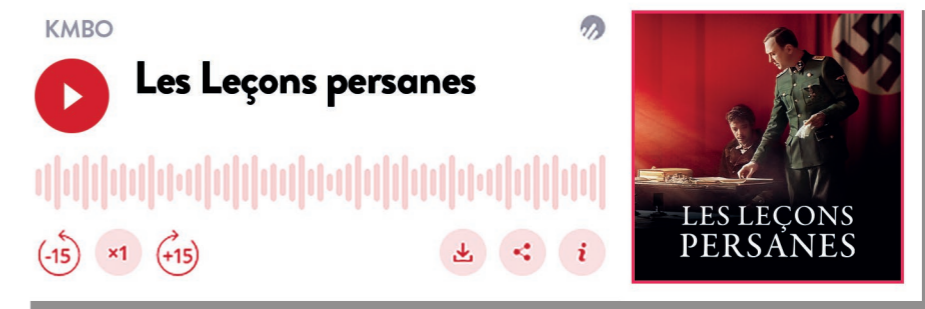 KMBO
Les Leçons persanes
-15
×1
+15
i
LES LEÇONS
PERSANES